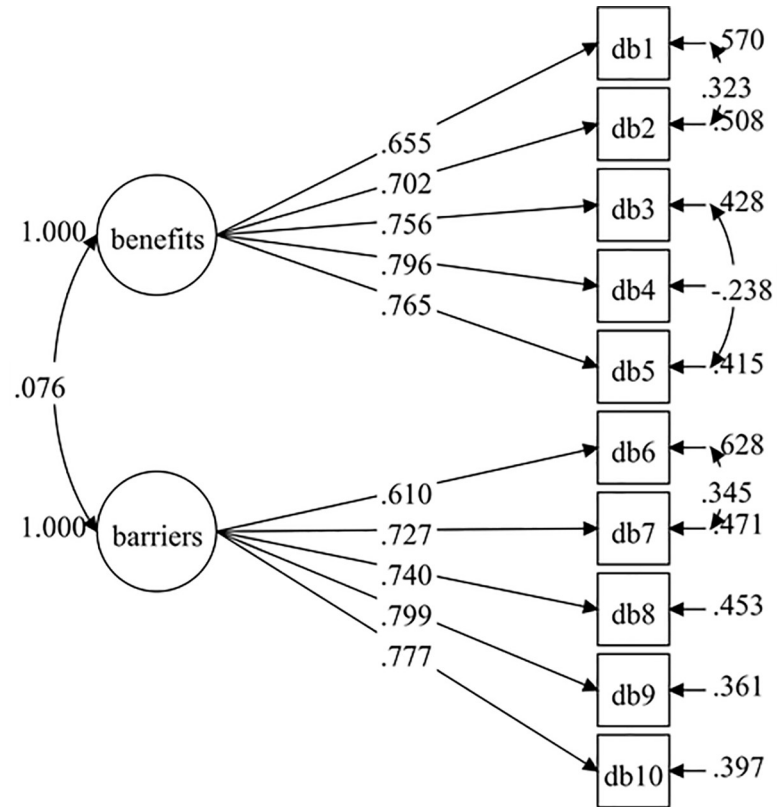 db1
.570
.323
db2
.508
.655
.702
db3
.428
.756
1.000
benefits
.796
db4
-.238
.765
db5
.415
.076
db6
.628
.610
.345
1.000
barriers
.727
db7
.471
.740
db8
.453
.799
.777
db9
.361
db10
.397